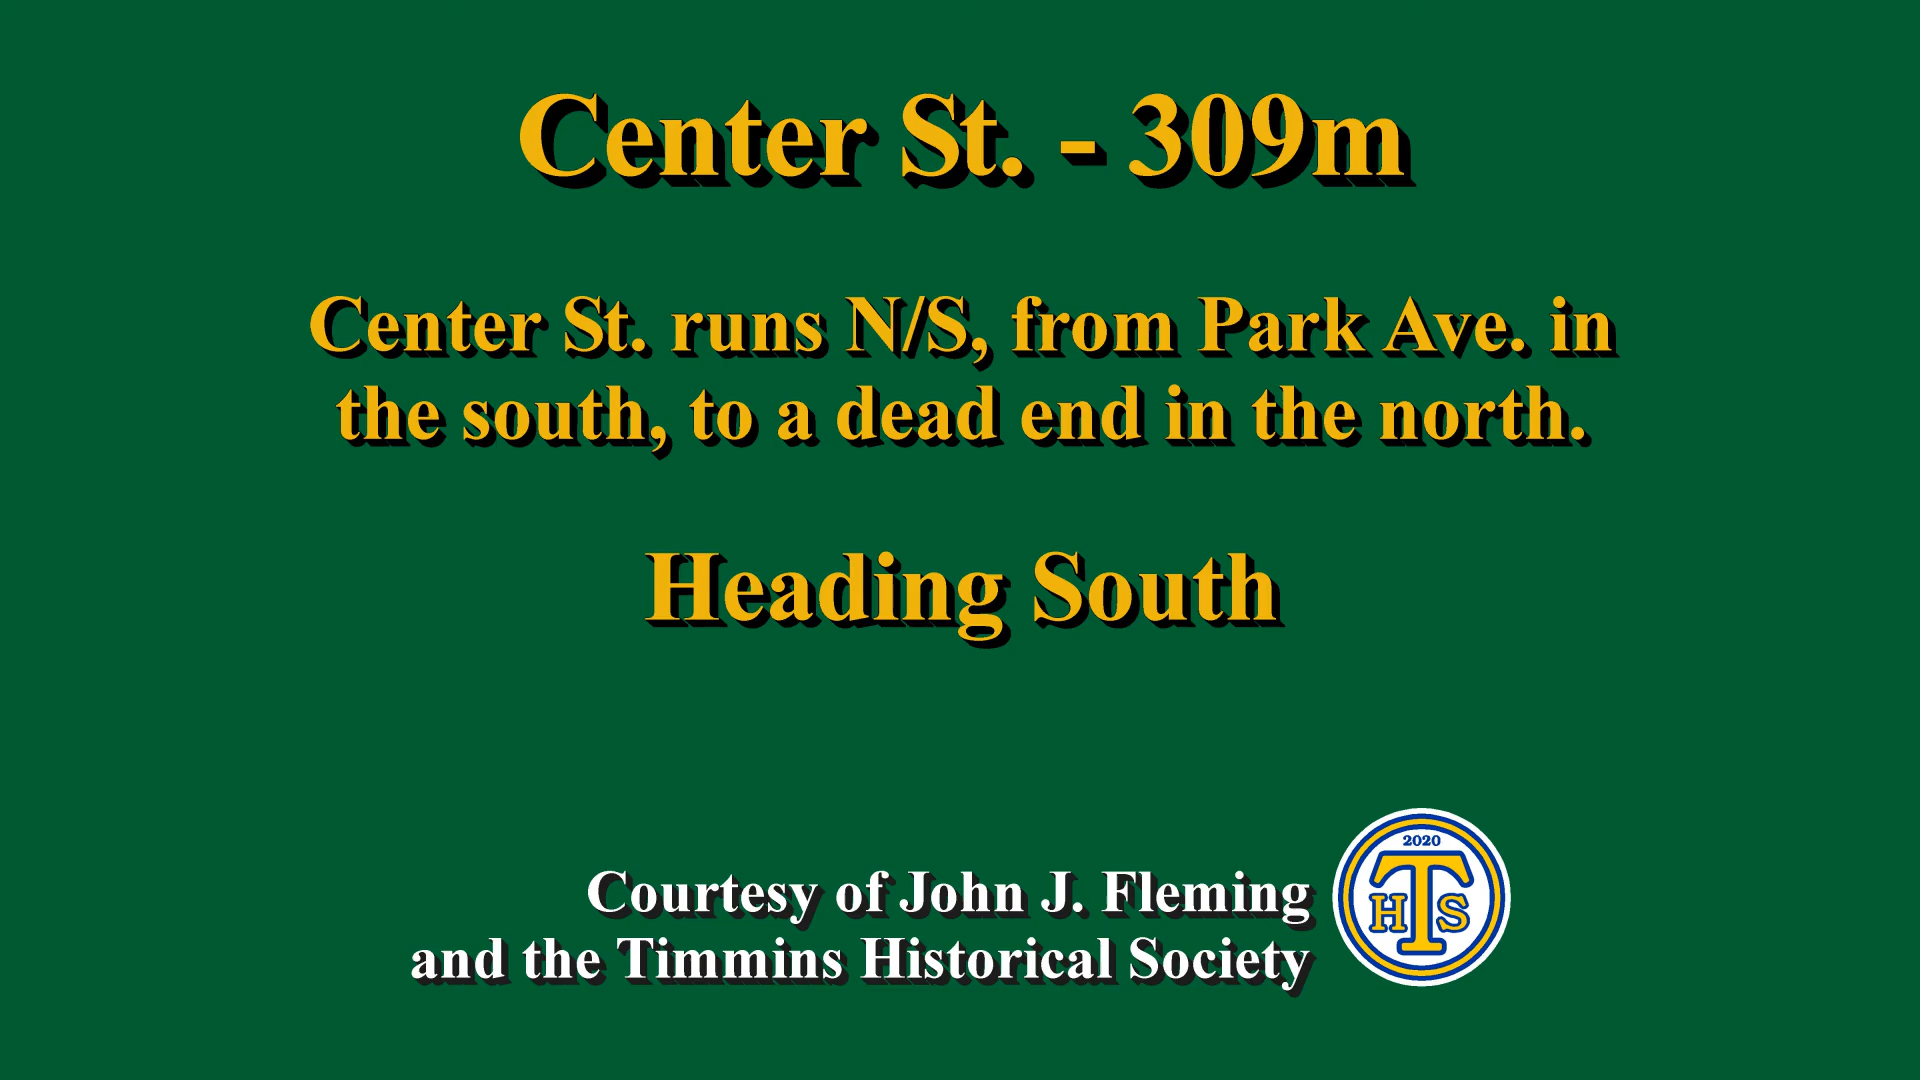 Center St. - 309m
Center St. runs N/S, from Park Ave. in
the south, to a dead end in the north.
Heading South
Courtesy of John J. Fleming
and the Timmins Historical Society
2020
HTS